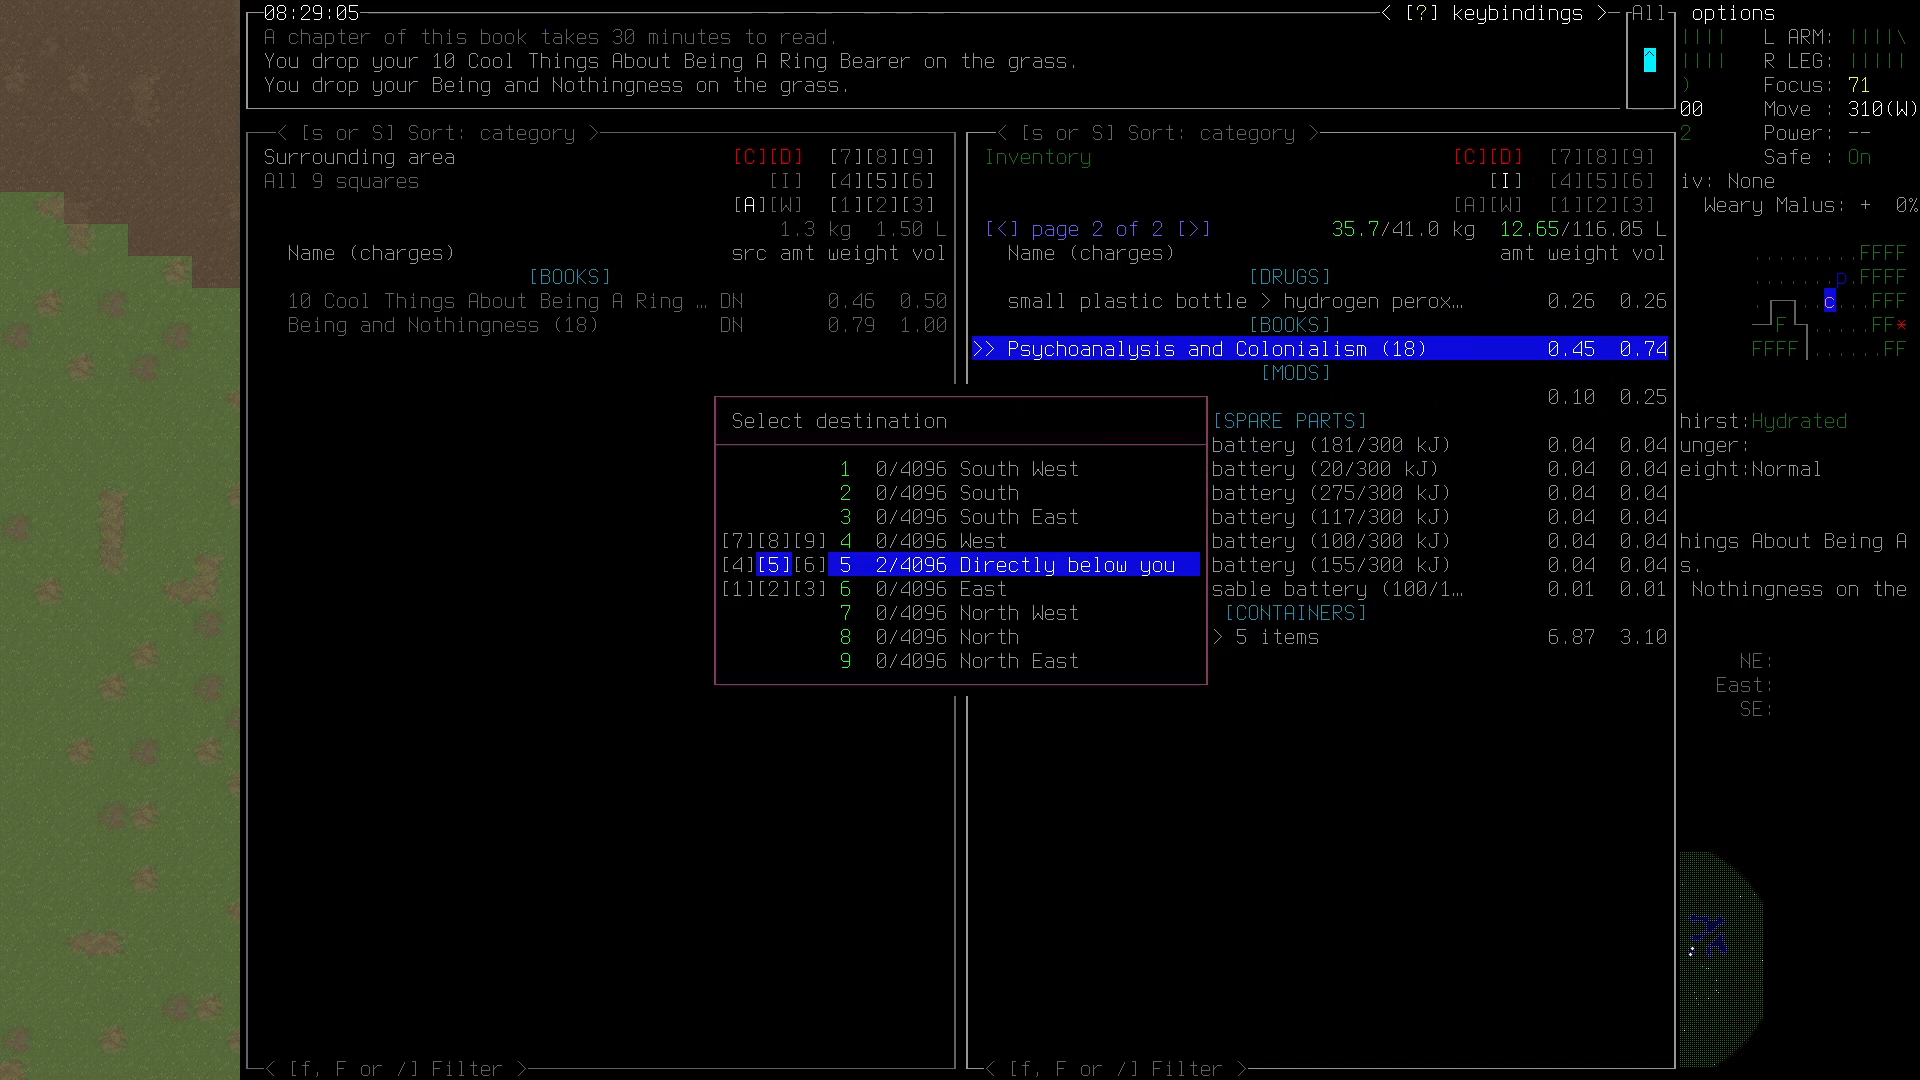 08:29:05 < [?] keybindings > All options
A chapter of this book takes 30 minutes to read.
You drop your 10 Cool Things About Being A Ring Bearer on the grass.
You drop your Being and Nothingness on the grass.
^
L ARM: ||||\
R LEG: |||||
Focus: 71
00 Move : 310(W)
2 Power: --
Safe : On
iv: None
Weary Malus: + 0%
< [s or S] Sort: category >
Surrounding area [C][D] [7][8][9]
All 9 squares [I] [4][5][6]
[A][W] [1][2][3]
1.3 kg 1.50 L
Name (charges) src amt weight vol
[BOOKS]
10 Cool Things About Being A Ring … DN 0.46 0.50
Being and Nothingness (18) DN 0.79 1.00
< [f, F or /] Filter >
< [s or S] Sort: category >
Inventory [C][D] [7][8][9]
[I] [4][5][6]
[A][W] [1][2][3]
[<] page 2 of 2 [>] 35.7/41.0 kg 12.65/116.05 L
Name (charges) amt weight vol
[DRUGS]
small plastic bottle > hydrogen perox… 0.26 0.26
[BOOKS]
>> Psychoanalysis and Colonialism (18) 0.45 0.74
[MODS]
0.10 0.25
[SPARE PARTS]
battery (181/300 kJ) 0.04 0.04
battery (20/300 kJ) 0.04 0.04
battery (275/300 kJ) 0.04 0.04
battery (117/300 kJ) 0.04 0.04
battery (100/300 kJ) 0.04 0.04
battery (155/300 kJ) 0.04 0.04
sable battery (100/1… 0.01 0.01
[CONTAINERS]
> 5 items 6.87 3.10
< [f, F or /] Filter >
Select destination
1 0/4096 South West
2 0/4096 South
3 0/4096 South East
[7][8][9] 4 0/4096 West
[4][5][6] 5 2/4096 Directly below you
[1][2][3] 6 0/4096 East
7 0/4096 North West
8 0/4096 North
9 0/4096 North East
.........FFFF
.......p.FFFF
c...FFF
F .....FF*
FFFF ......FF
hirst:Hydrated
unger:
eight:Normal
hings About Being A
s.
Nothingness on the
NE:
East:
SE: